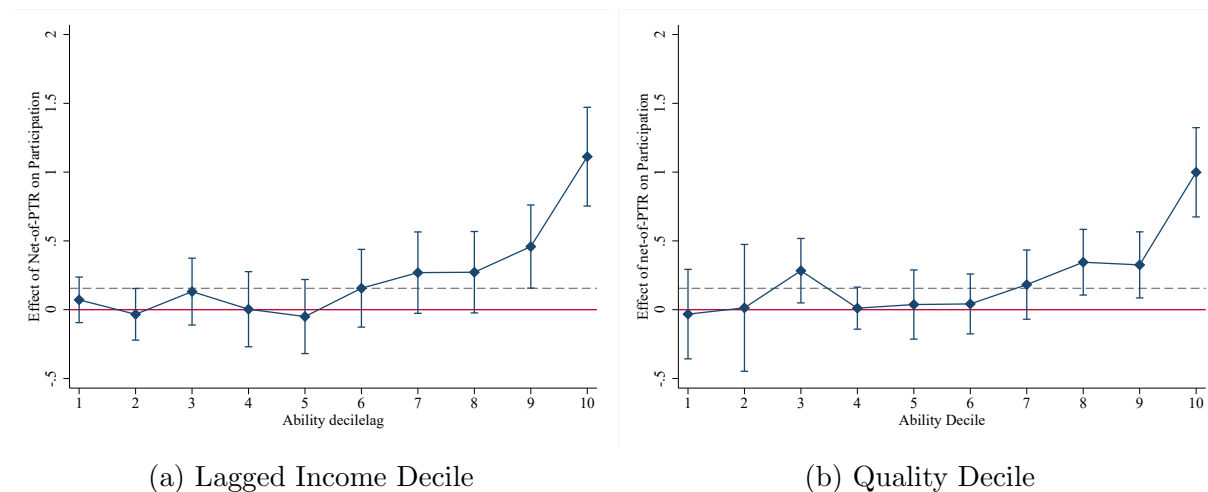 Effect of Net-of-PTR on Participation
2
1.5
1
.5
0
-.5
1 2 3 4 5 6 7 8 9 10
Ability decilelag
(a) Lagged Income Decile
Effect of net-of-PTR on Participation
2
1.5
1
.5
0
-.5
1 2 3 4 5 6 7 8 9 10
Ability Decile
(b) Quality Decile